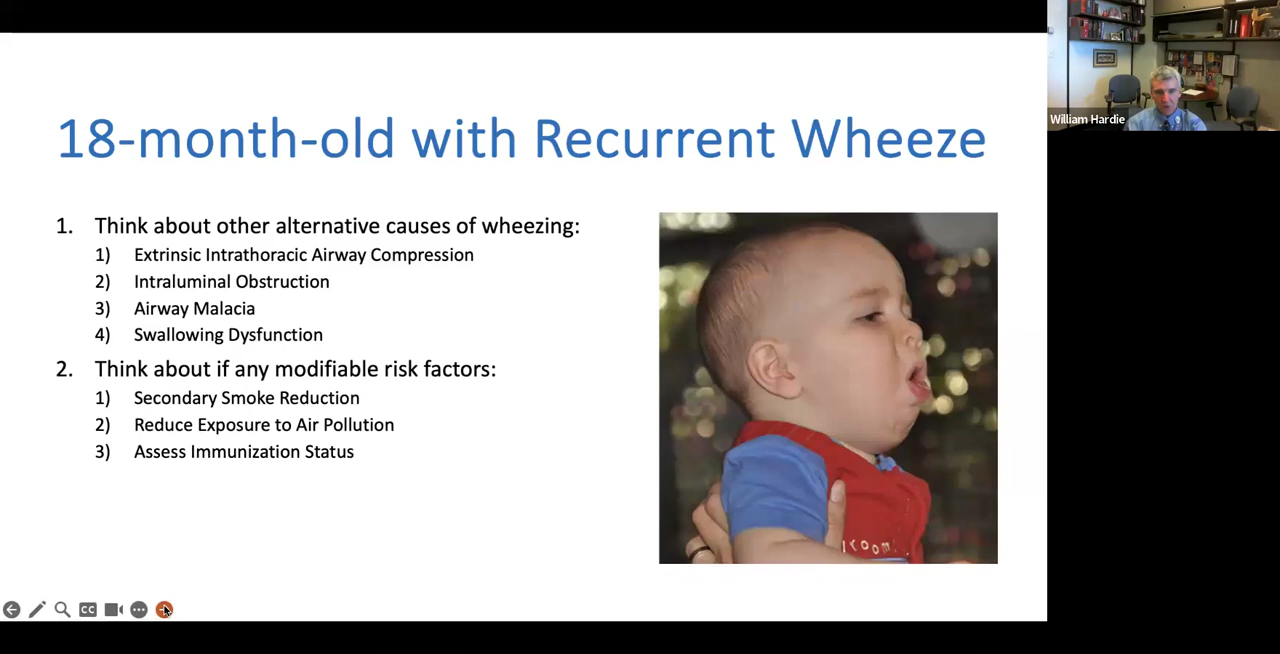 18-month-old with Recurrent Wheeze
William Hardie
1. Think about other alternative causes of wheezing:
1) Extrinsic Intrathoracic Airway Compression
2) Intraluminal Obstruction
3) Airway Malacia
4) Swallowing Dysfunction
2. Think about if any modifiable risk factors:
1) Secondary Smoke Reduction
2) Reduce Exposure to Air Pollution
3) Assess Immunization Status
room
CC